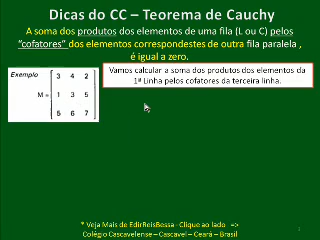 Dicas do CC – Teorema de Cauchy
A soma dos produtos dos elementos de uma fila (L ou C) pelos
“cofatores” dos elementos correspondestes de outra fila paralela ,
é igual a zero.
Exemplo
3 4 2
M = 1 3 5
5 6 7
Vamos calcular a soma dos produtos dos elementos da
1ª Linha pelos cofatores da terceira linha.
* Veja Mais de EdirReisBessa -Clique ao lado =>
Colégio Cascavelense – Cascavel – Ceará – Brasil